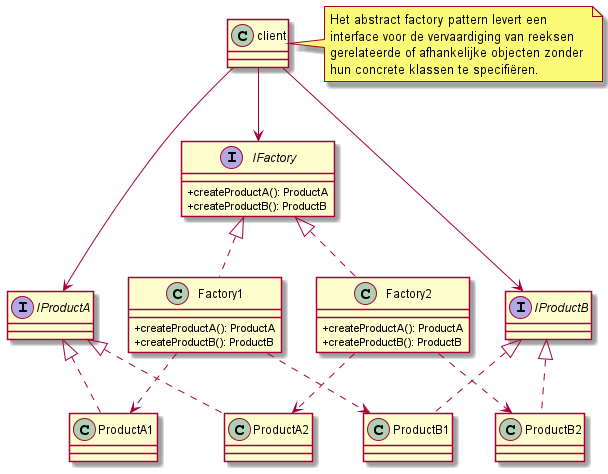 C client
Het abstract factory pattern levert een
interface voor de vervaardiging van reeksen
gerelateerde of afhankelijke objecten zonder
hun concrete klassen te specifiëren.
I IFactory
+createProductA(): ProductA
+createProductB(): ProductB
I IProductA
C Factory1
+createProductA(): ProductA
+createProductB(): ProductB
C Factory2
+createProductA(): ProductA
+createProductB(): ProductB
I IProductB
C ProductA1
C ProductA2
C ProductB1
C ProductB2